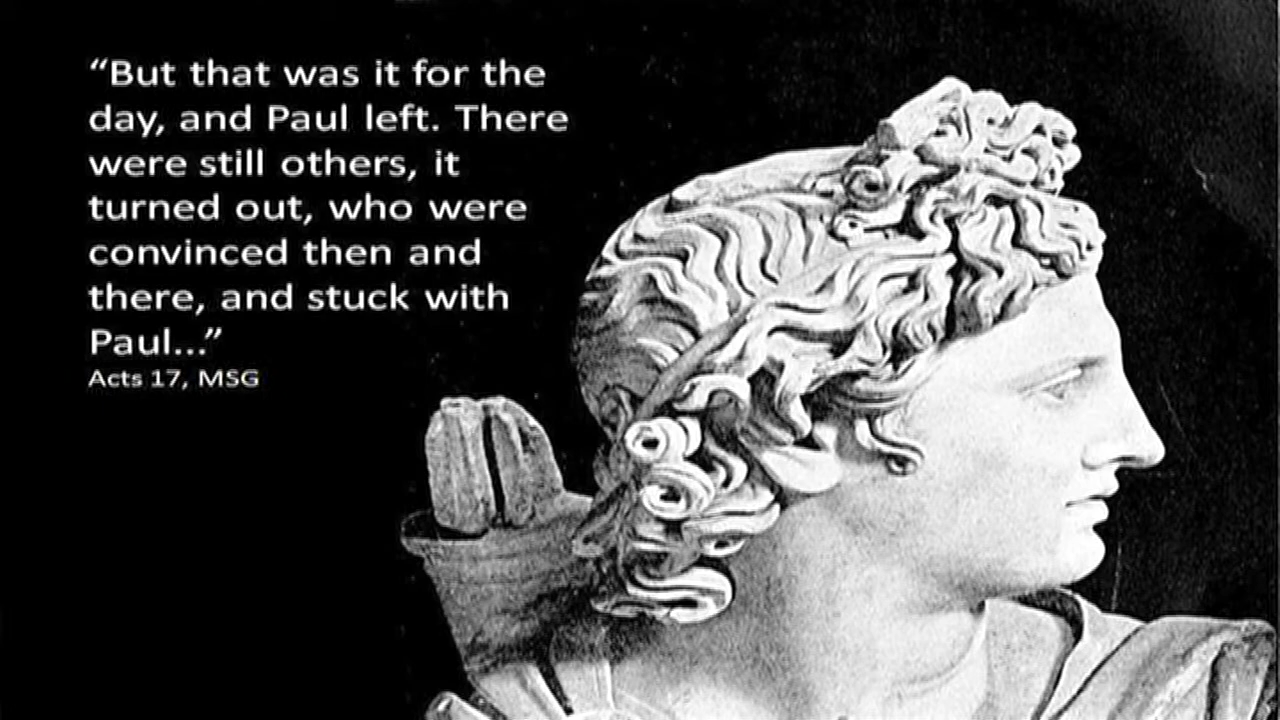 “But that was it for the
day, and Paul left. There
were still others, it
turned out, who were
convinced then and
there, and stuck with
Paul...”
Acts 17, MSG